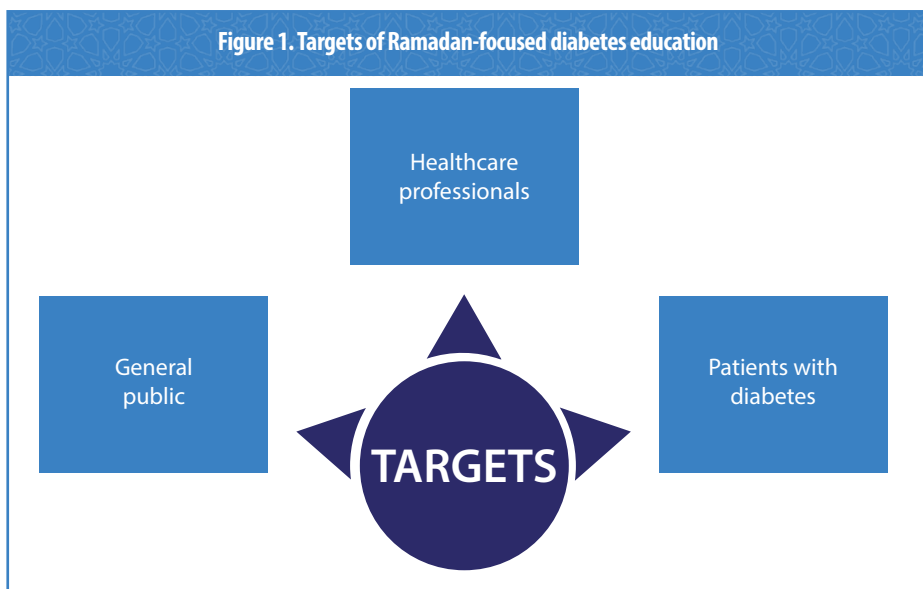 Figure 1. Targets of Ramadan-focused diabetes education
Healthcare
professionals
General
public
Patients with
diabetes
TARGETS